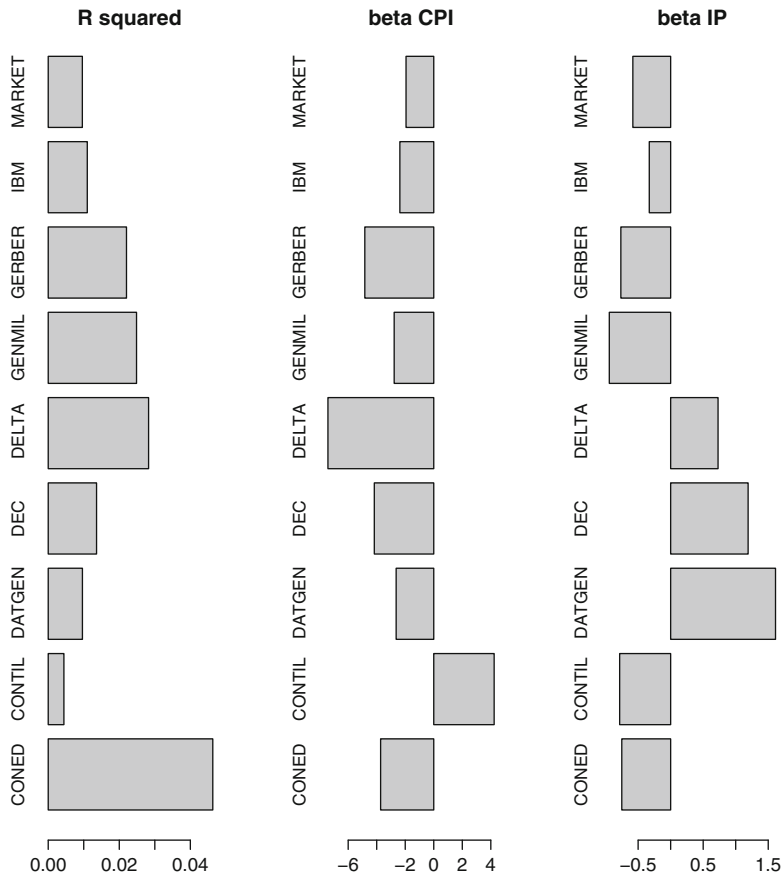 R squared
MARKET
IBM
GERBER
GENMIL
DELTA
DEC
DATGEN
CONTIL
CONED
0.00 0.02 0.04
beta CPI
MARKET
IBM
GERBER
GENMIL
DELTA
DEC
DATGEN
CONTIL
CONED
−6 −2 0 2 4
beta IP
MARKET
IBM
GERBER
GENMIL
DELTA
DEC
DATGEN
CONTIL
CONED
−0.5 0.5 1.5